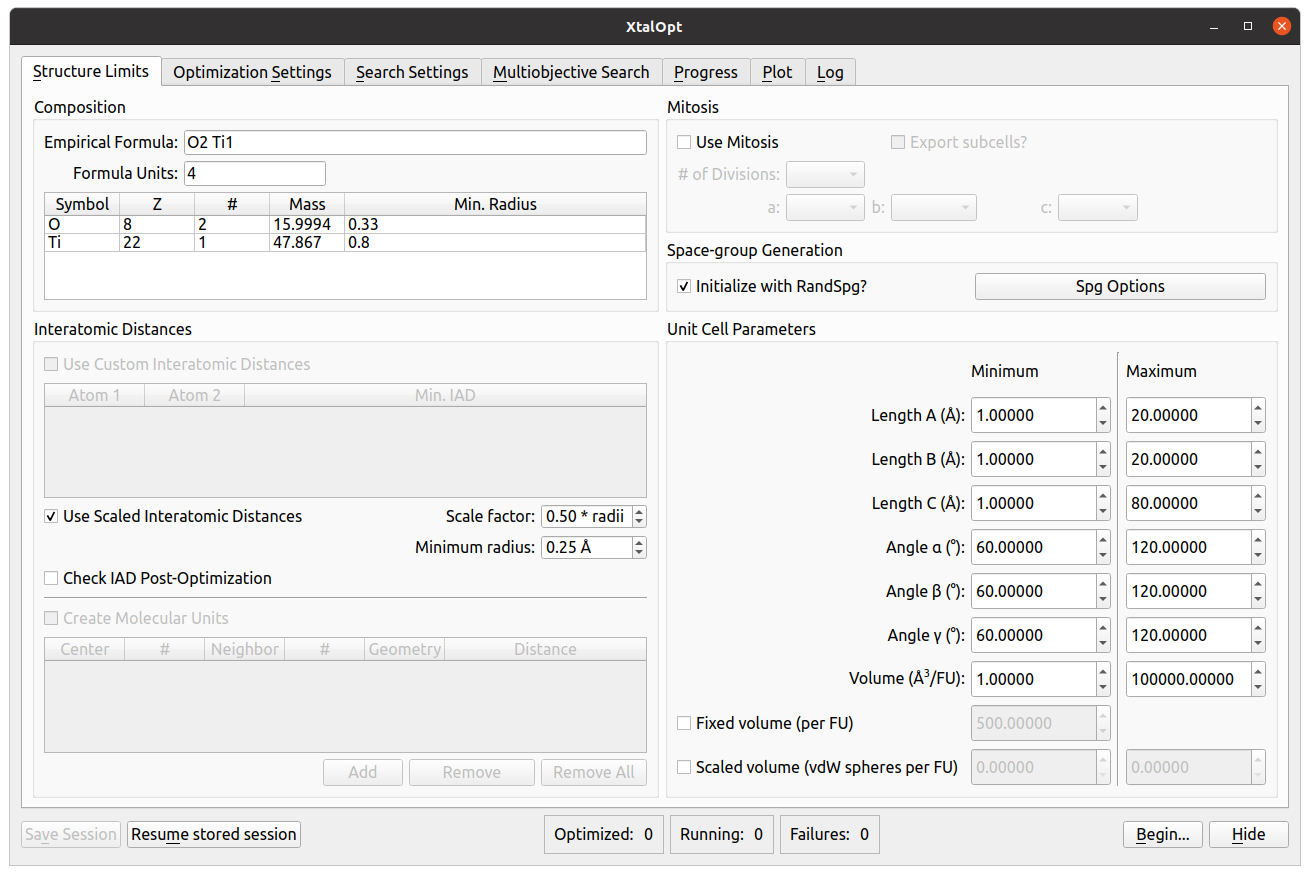 XtalOpt
Structure Limits Optimization Settings Search Settings Multiobjective Search Progress Plot Log
Composition
Empirical Formula: O2 Ti1
Formula Units: 4
Symbol Z # Mass Min. Radius
O 8 2 15.9994 0.33
Ti 22 1 47.867 0.8
Interatomic Distances
Use Custom Interatomic Distances
Atom 1 Atom 2 Min. IAD
Use Scaled Interatomic Distances Scale factor: 0.50 * radii
Minimum radius: 0.25 Å
Check IAD Post-Optimization
Create Molecular Units
Center # Neighbor # Geometry Distance
Add Remove Remove All
Mitosis
Use Mitosis Export subcells?
# of Divisions:
a: b: c:
Space-group Generation
Initialize with RandSpg? Spg Options
Unit Cell Parameters
Minimum Maximum
Length A (Å): 1.00000 20.00000
Length B (Å): 1.00000 20.00000
Length C (Å): 1.00000 80.00000
Angle α (°): 60.00000 120.00000
Angle β (°): 60.00000 120.00000
Angle γ (°): 60.00000 120.00000
Volume (Å³/FU): 1.00000 100000.00000
Fixed volume (per FU) 500.00000
Scaled volume (vdW spheres per FU) 0.00000 0.00000
Save Session Resume stored session Optimized: 0 Running: 0 Failures: 0 Begin... Hide